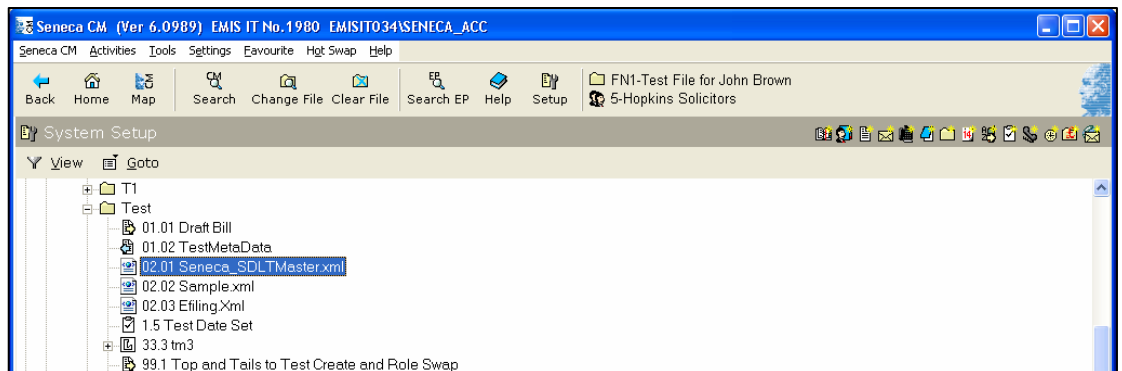 Seneca CM (Ver 6.0989) EMIS IT No.1980 EMISIT034\SENECA_ACC
Seneca CM Activities Tools Settings Favourite Hot Swap Help
Back Home Map Search Change File Clear File Search EP Help Setup
FN1-Test File for John Brown
5-Hopkins Solicitors
System Setup
View Goto
T1
Test
01.01 Draft Bill
01.02 TestMetaData
02.01 Seneca_SDLTMaster.xml
02.02 Sample.xml
02.03 Efiling.Xml
1.5 Test Date Set
33.3 tm3
99.1 Top and Tails to Test Create and Role Swap